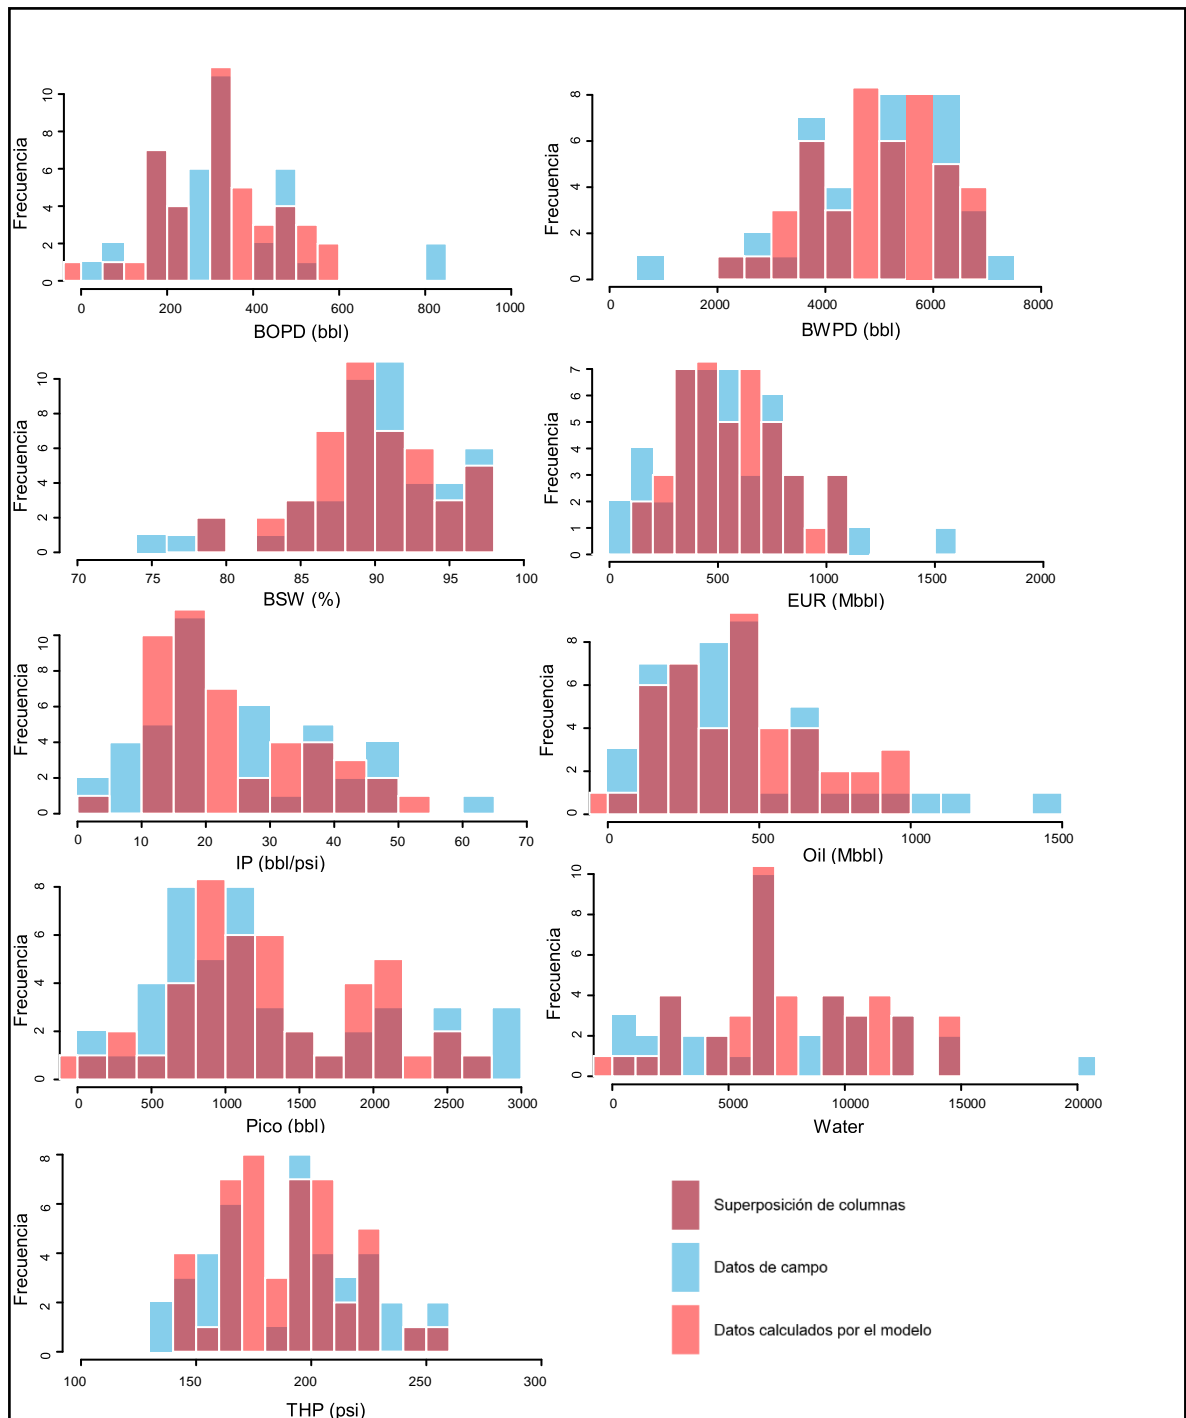 Frecuencia
0 2 4 6 8 10
0 200 400 600 800 1000
BOPD (bbl)
Frecuencia
0 2 4 6 8
0 2000 4000 6000 8000
BWPD (bbl)
Frecuencia
0 2 4 6 8 10
70 75 80 85 90 95 100
BSW (%)
Frecuencia
0 1 2 3 4 5 6 7
0 500 1000 1500 2000
EUR (Mbbl)
Frecuencia
0 2 4 6 8 10
0 10 20 30 40 50 60 70
IP (bbl/psi)
Frecuencia
0 2 4 6 8
0 500 1000 1500
Oil (Mbbl)
Frecuencia
0 2 4 6 8
0 500 1000 1500 2000 2500 3000
Pico (bbl)
Frecuencia
0 2 4 6 8 10
0 5000 10000 15000 20000
Water
Frecuencia
0 2 4 6 8
100 150 200 250 300
THP (psi)
Superposición de columnas
Datos de campo
Datos calculados por el modelo